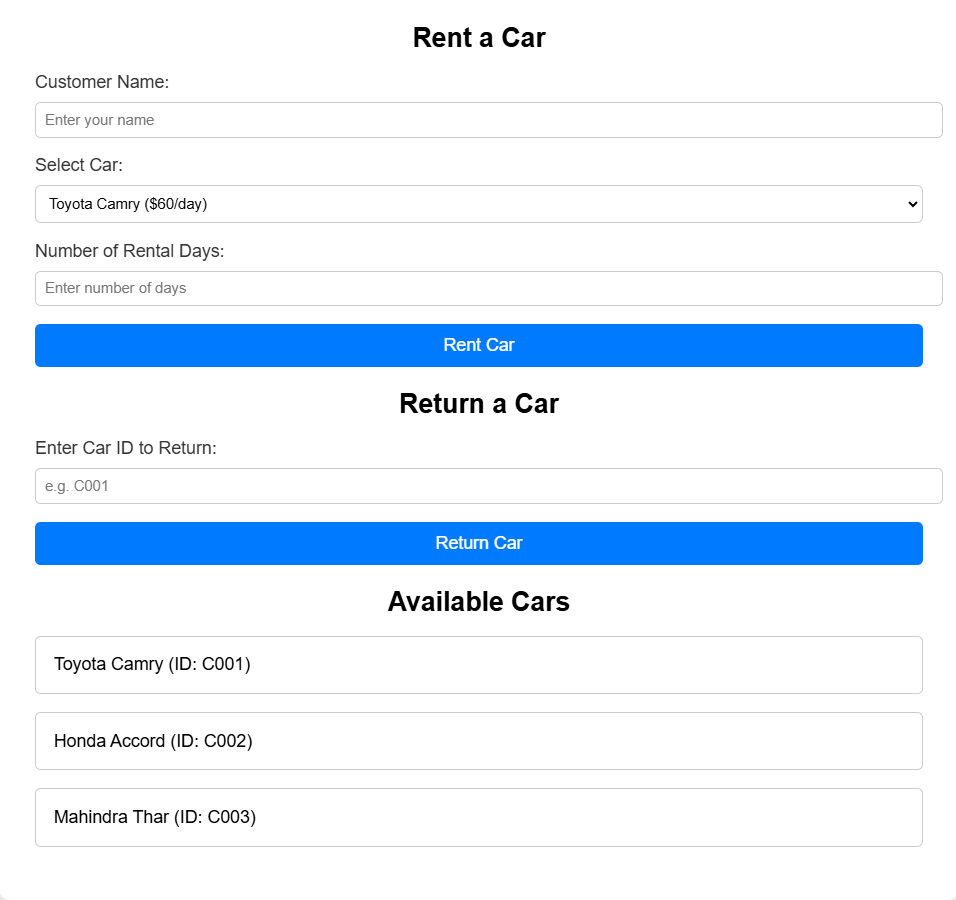 Rent a Car
Customer Name:
Enter your name
Select Car:
Toyota Camry ($60/day)
Number of Rental Days:
Enter number of days
Rent Car
Return a Car
Enter Car ID to Return:
e.g. C001
Return Car
Available Cars
Toyota Camry (ID: C001)
Honda Accord (ID: C002)
Mahindra Thar (ID: C003)